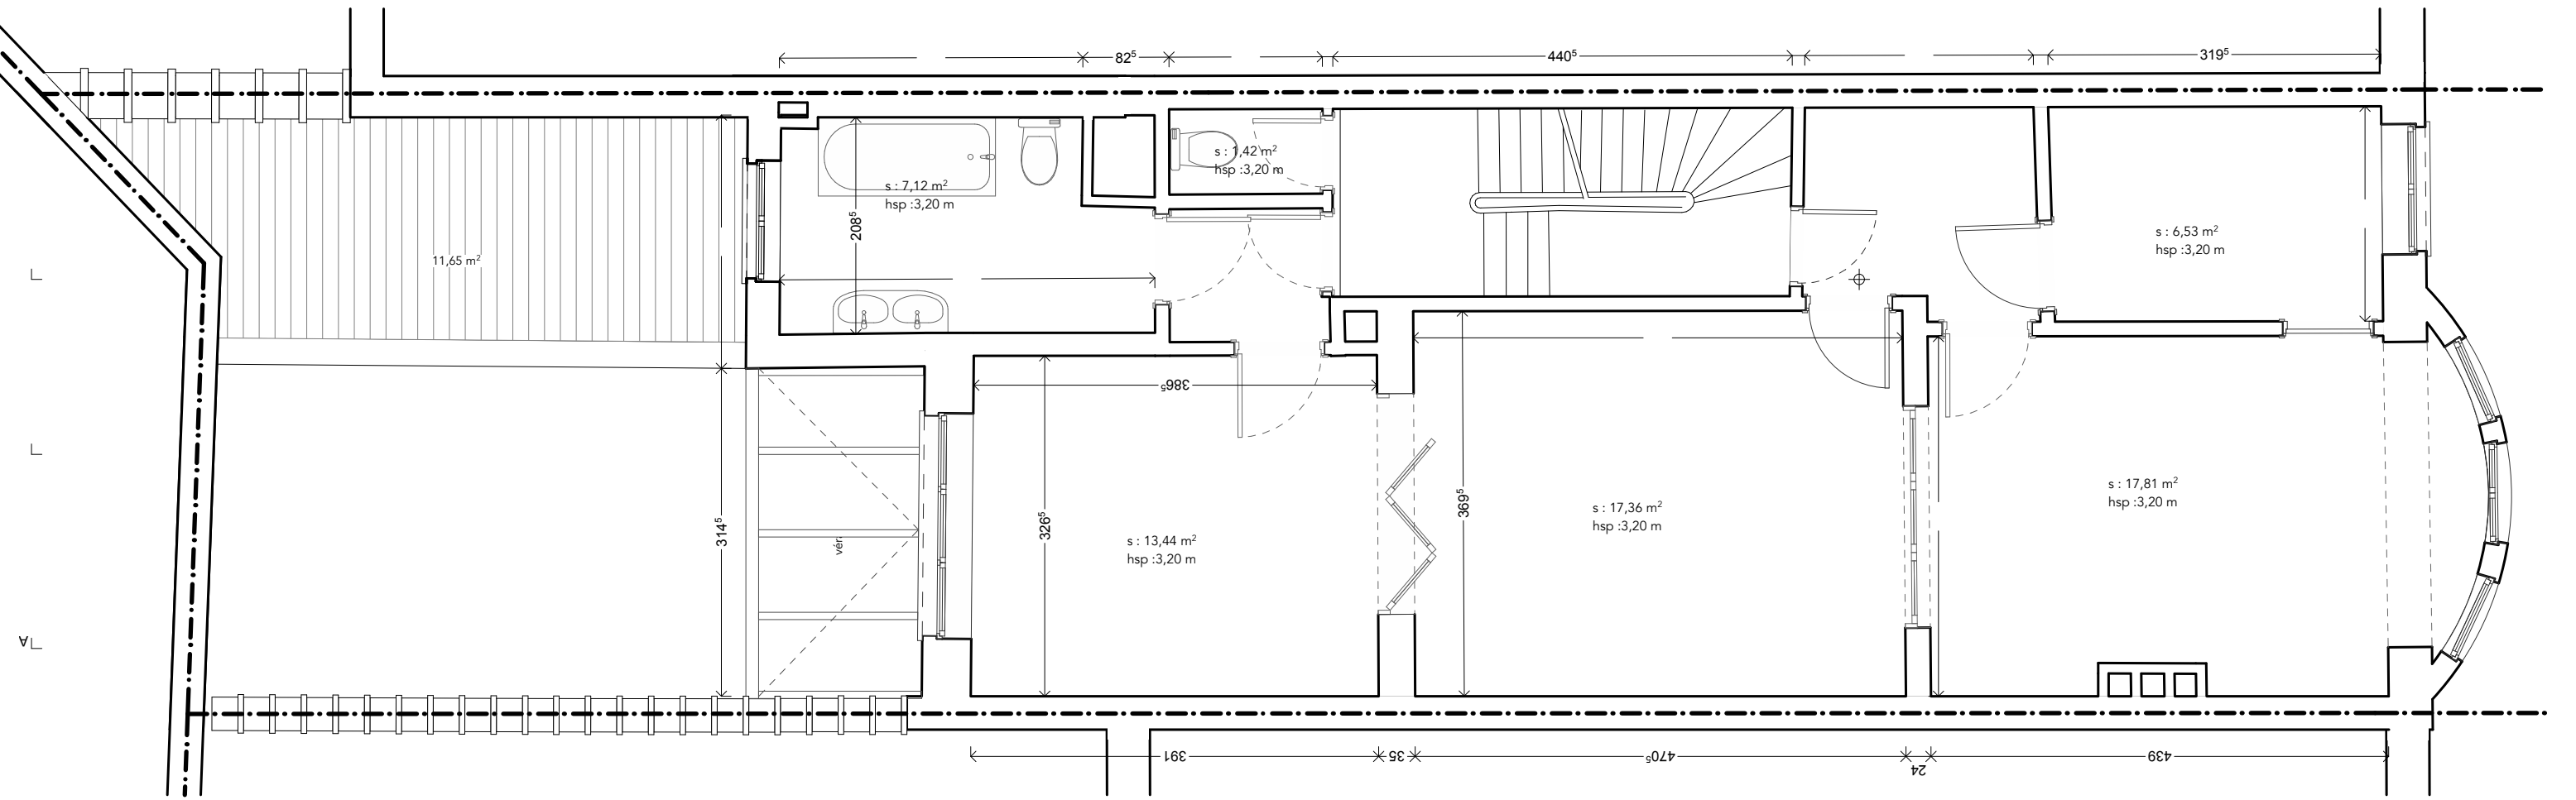 82⁵
440⁵
319⁵
s : 1,42 m²
hsp :3,20 m
s : 7,12 m²
hsp :3,20 m
208⁵
s : 6,53 m²
hsp :3,20 m
11,65 m²
386⁵
314⁵
vér
326⁵
s : 13,44 m²
hsp :3,20 m
369⁵
s : 17,36 m²
hsp :3,20 m
s : 17,81 m²
hsp :3,20 m
A
391
35
470⁵
24
439